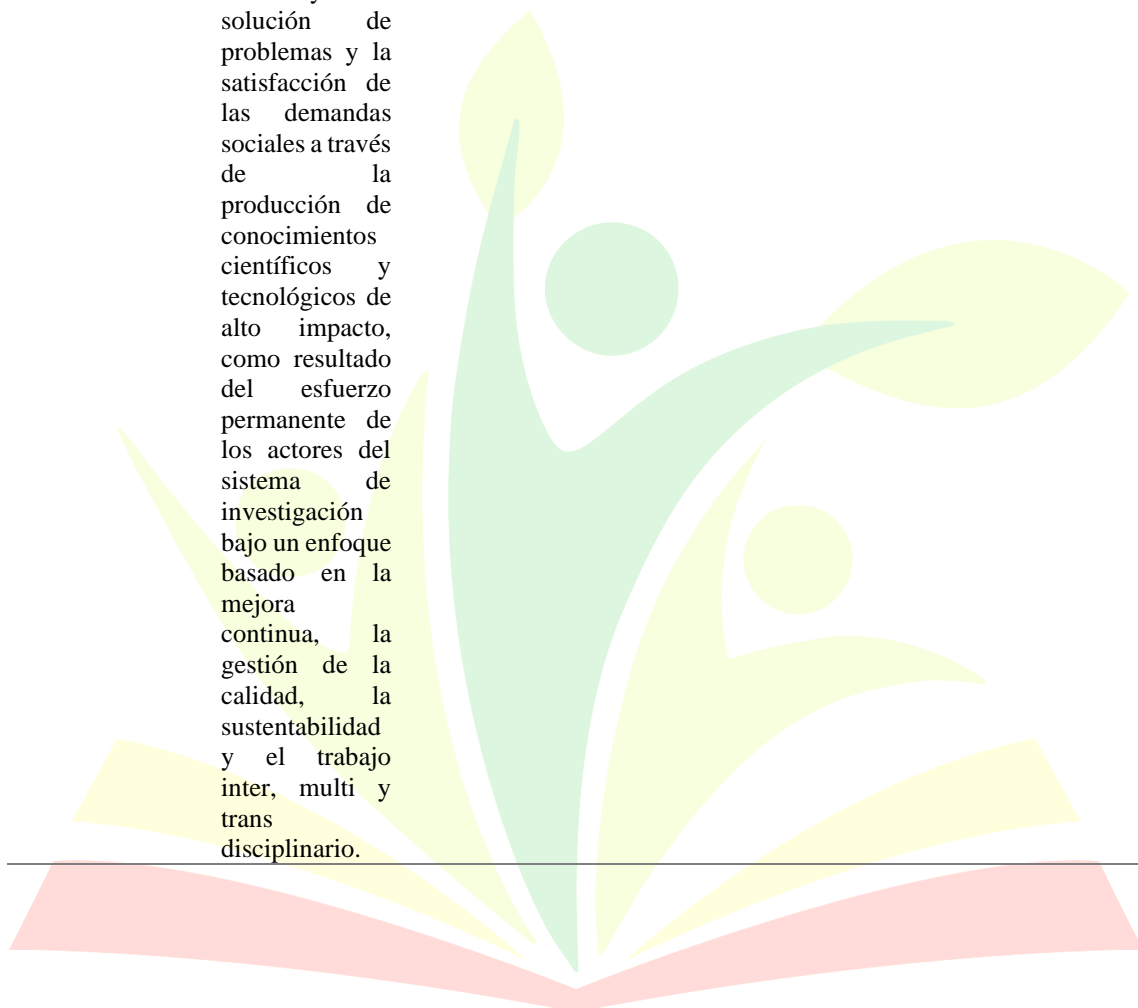 solución de
problemas y la
satisfacción de
las demandas
sociales a través
de la
producción de
conocimientos
científicos y
tecnológicos de
alto impacto,
como resultado
del esfuerzo
permanente de
los actores del
sistema de
investigación
bajo un enfoque
basado en la
mejora
continua, la
gestión de la
calidad, la
sustentabilidad
y el trabajo
inter, multi y
trans
disciplinario.